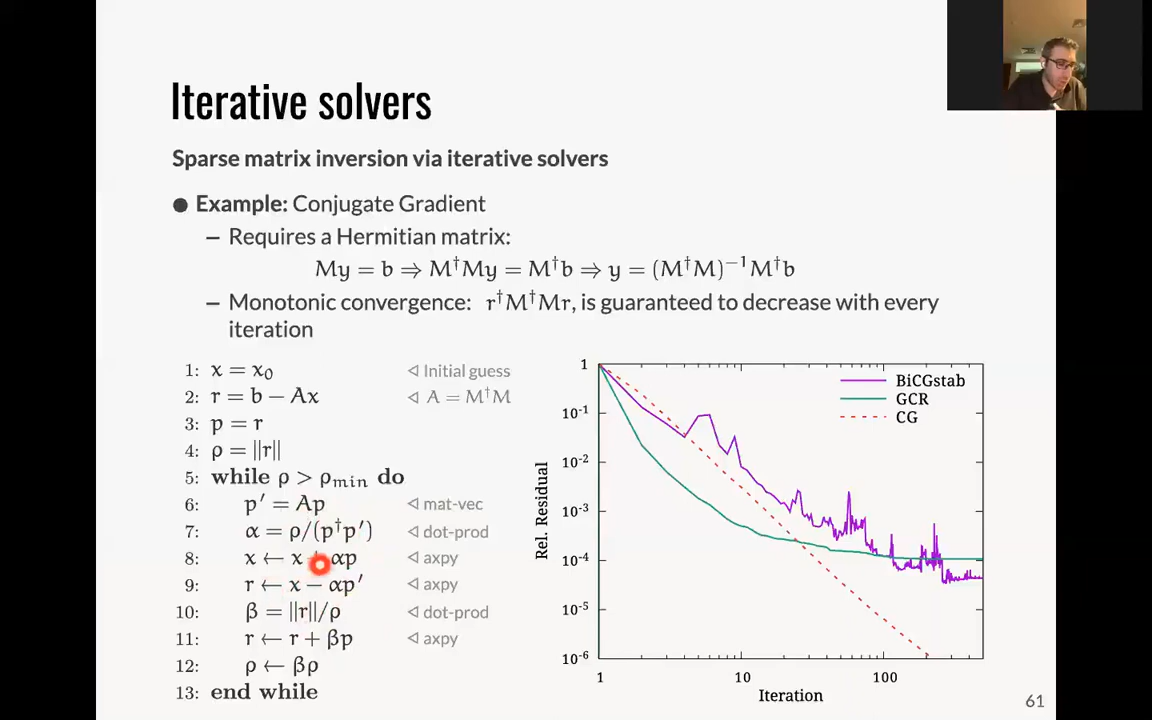 Iterative solvers
Sparse matrix inversion via iterative solvers
● Example: Conjugate Gradient
– Requires a Hermitian matrix:
My = b ⇒ M†My = M†b ⇒ y = (M†M)⁻¹M†b
– Monotonic convergence: r†M†Mr, is guaranteed to decrease with every
iteration
1: x = x₀ ◁ Initial guess
2: r = b − Ax ◁ A = M†M
3: p = r
4: ρ = ||r||
5: while ρ > ρmin do
6: p′ = Ap ◁ mat-vec
7: α = ρ/(p†p′) ◁ dot-prod
8: x ← x + αp ◁ axpy
9: r ← x − αp′ ◁ axpy
10: β = ||r||/ρ ◁ dot-prod
11: r ← r + βp ◁ axpy
12: ρ ← βρ
13: end while
BiCGstab
GCR
CG
1
10⁻¹
10⁻²
10⁻³
10⁻⁴
10⁻⁵
10⁻⁶
Rel. Residual
1 10 100
Iteration
61